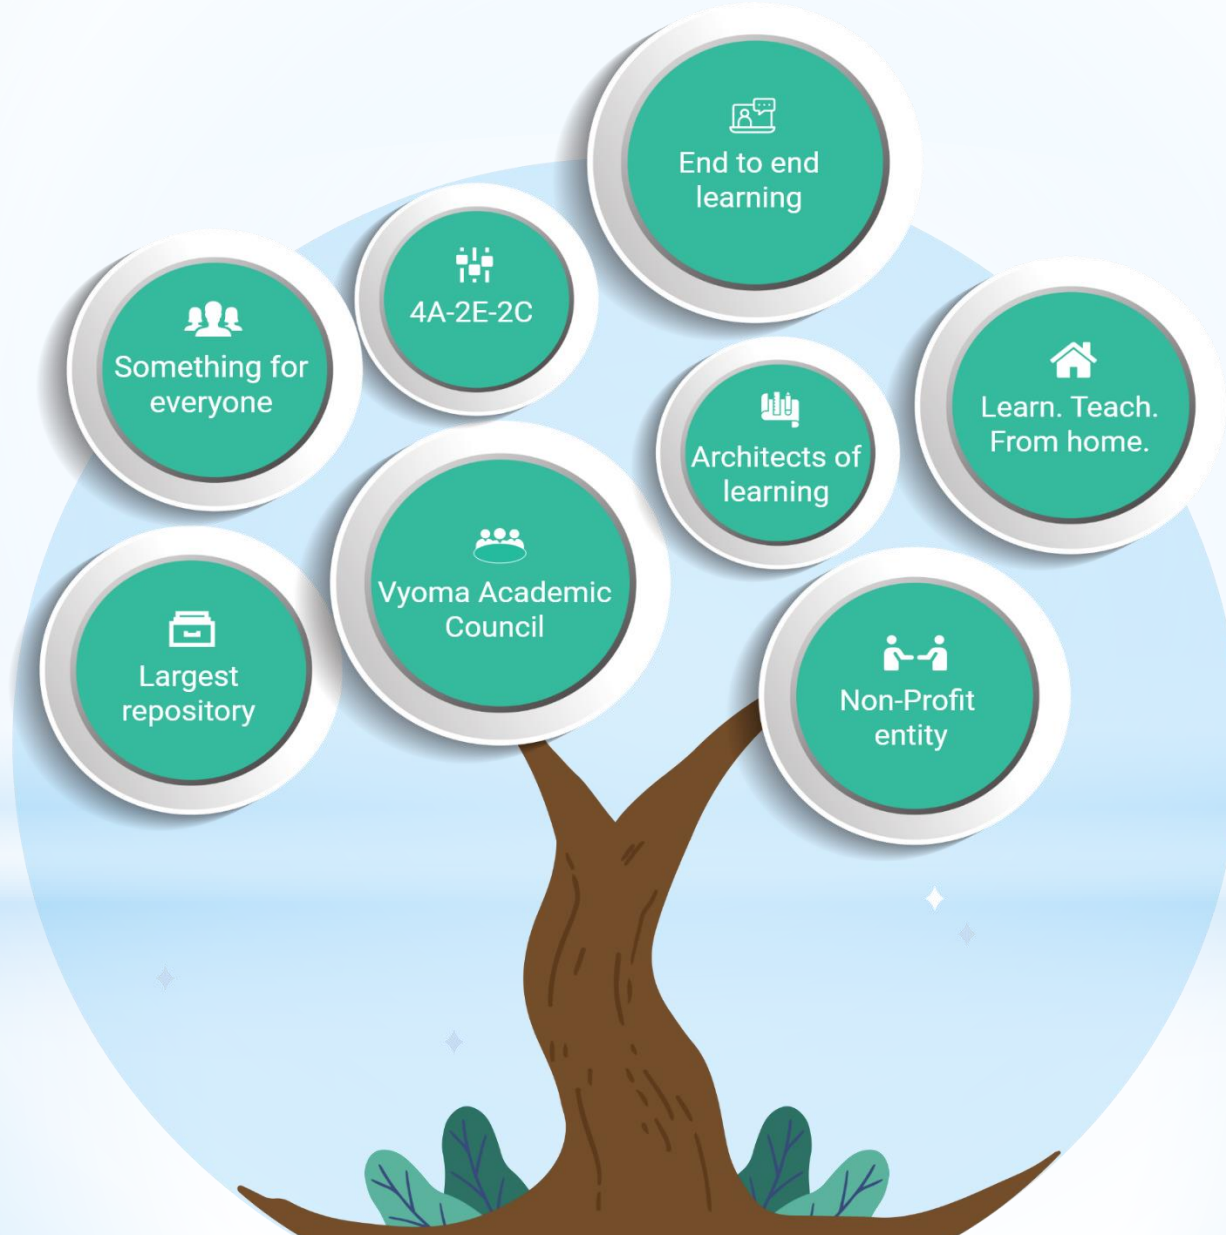 End to end
learning
4A-2E-2C
Something for
everyone
Learn. Teach.
From home.
Architects of
learning
Vyoma Academic
Council
Largest
repository
Non-Profit
entity